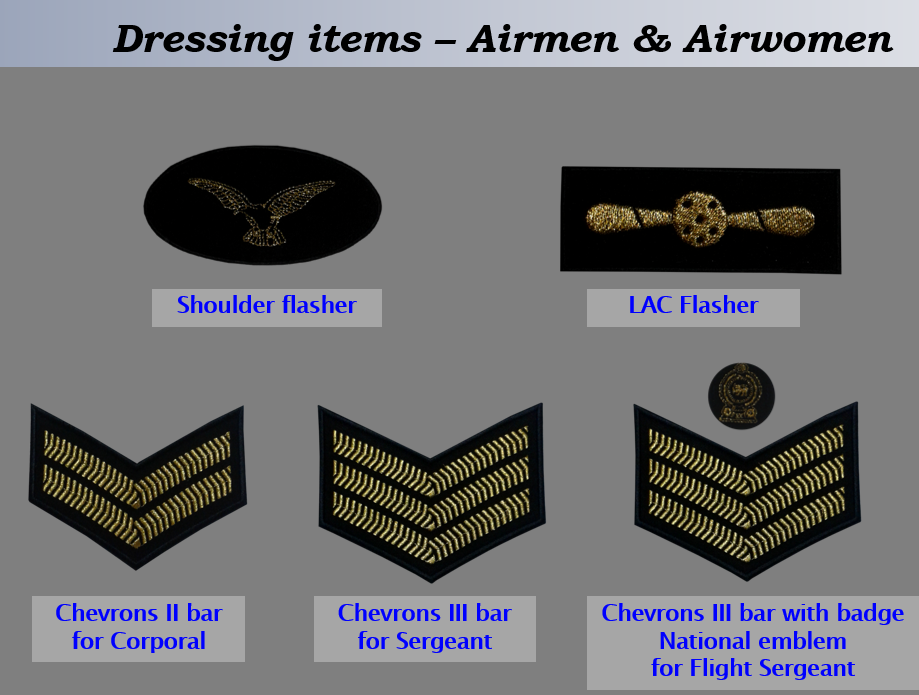 Dressing items – Airmen & Airwomen
Shoulder flasher
LAC Flasher
Chevrons II bar
for Corporal
Chevrons III bar
for Sergeant
Chevrons III bar with badge
National emblem
for Flight Sergeant